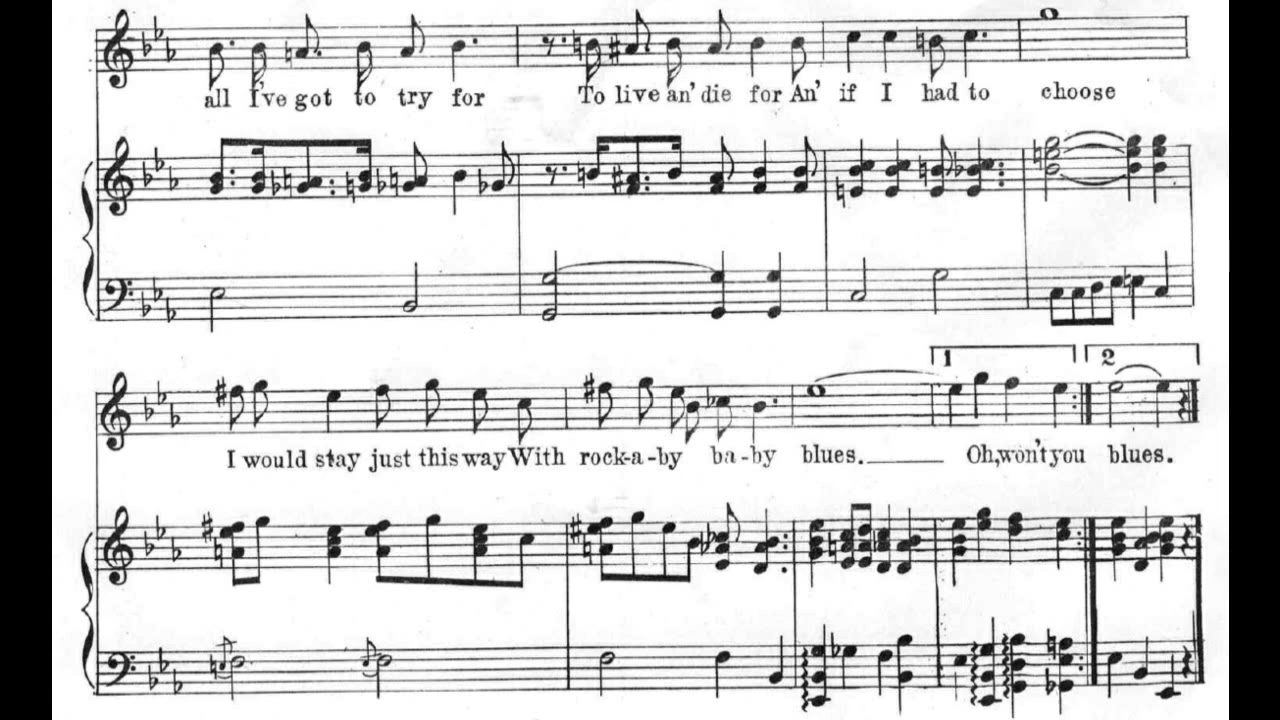 all I've got to try for To live an' die for An' if I had to choose
1 2
I would stay just this way With rock-a-by ba-by blues. Oh, won't you blues.